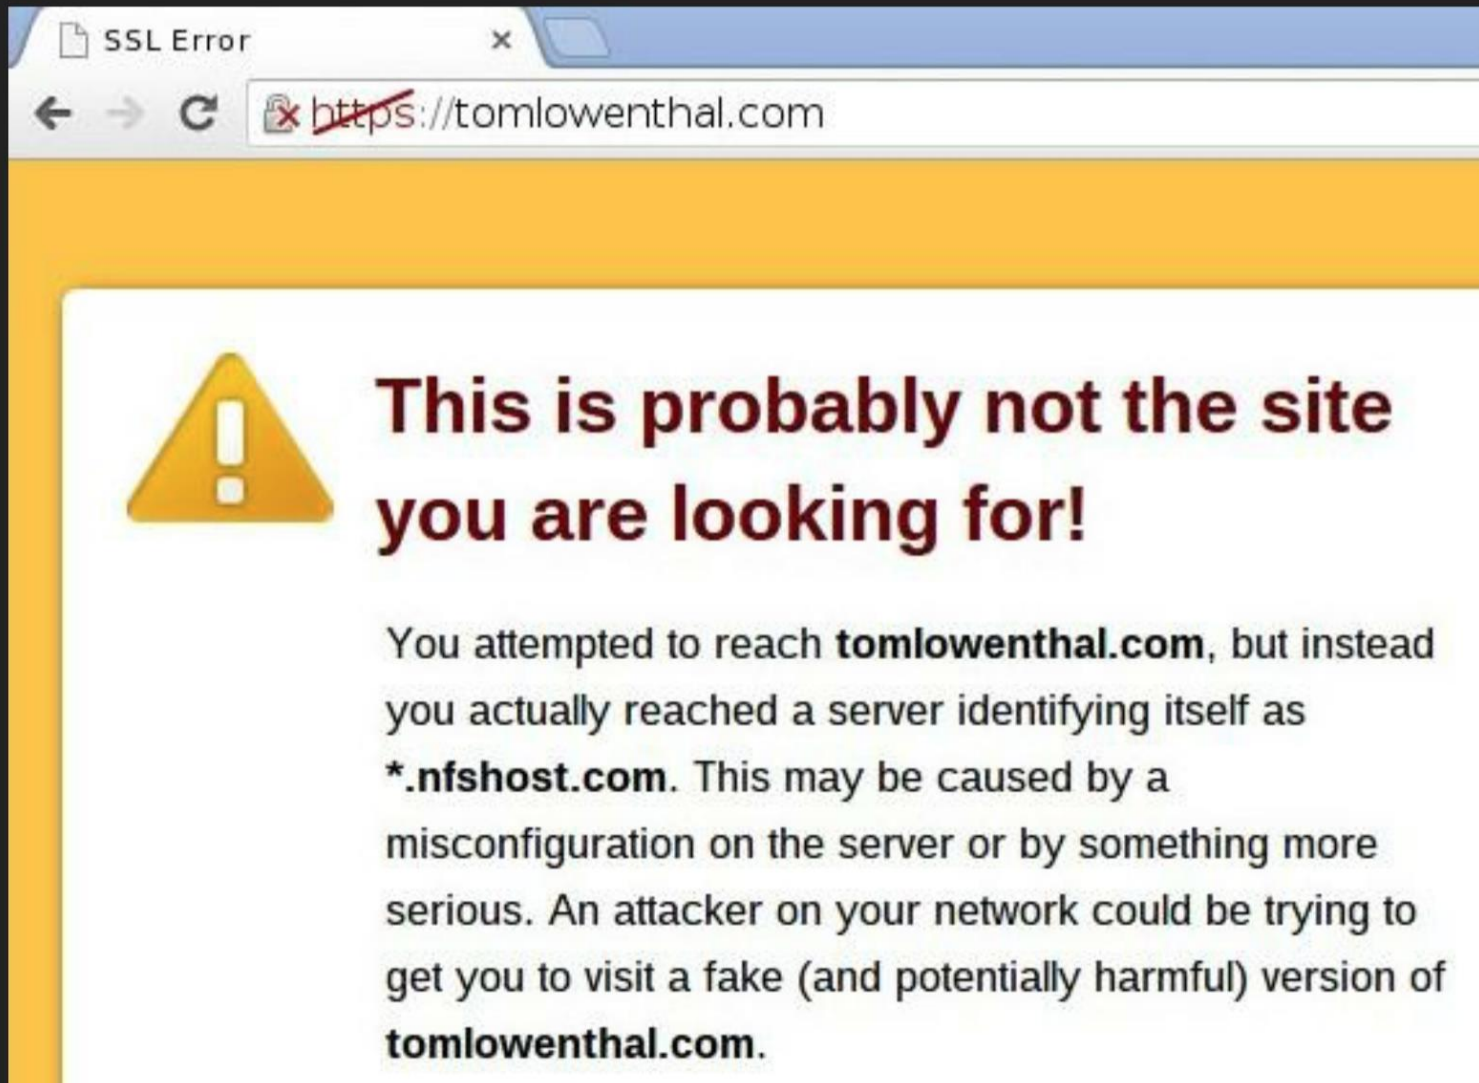 SSL Error
https://tomlowenthal.com
This is probably not the site
you are looking for!
You attempted to reach tomlowenthal.com, but instead
you actually reached a server identifying itself as
*.nfshost.com. This may be caused by a
misconfiguration on the server or by something more
serious. An attacker on your network could be trying to
get you to visit a fake (and potentially harmful) version of
tomlowenthal.com.